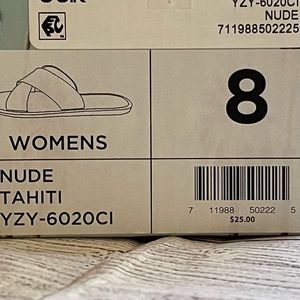 YZY-6020CI
NUDE
711988502225
8
WOMENS
NUDE
TAHITI
YZY-6020CI
7 11988 50222 5
$25.00